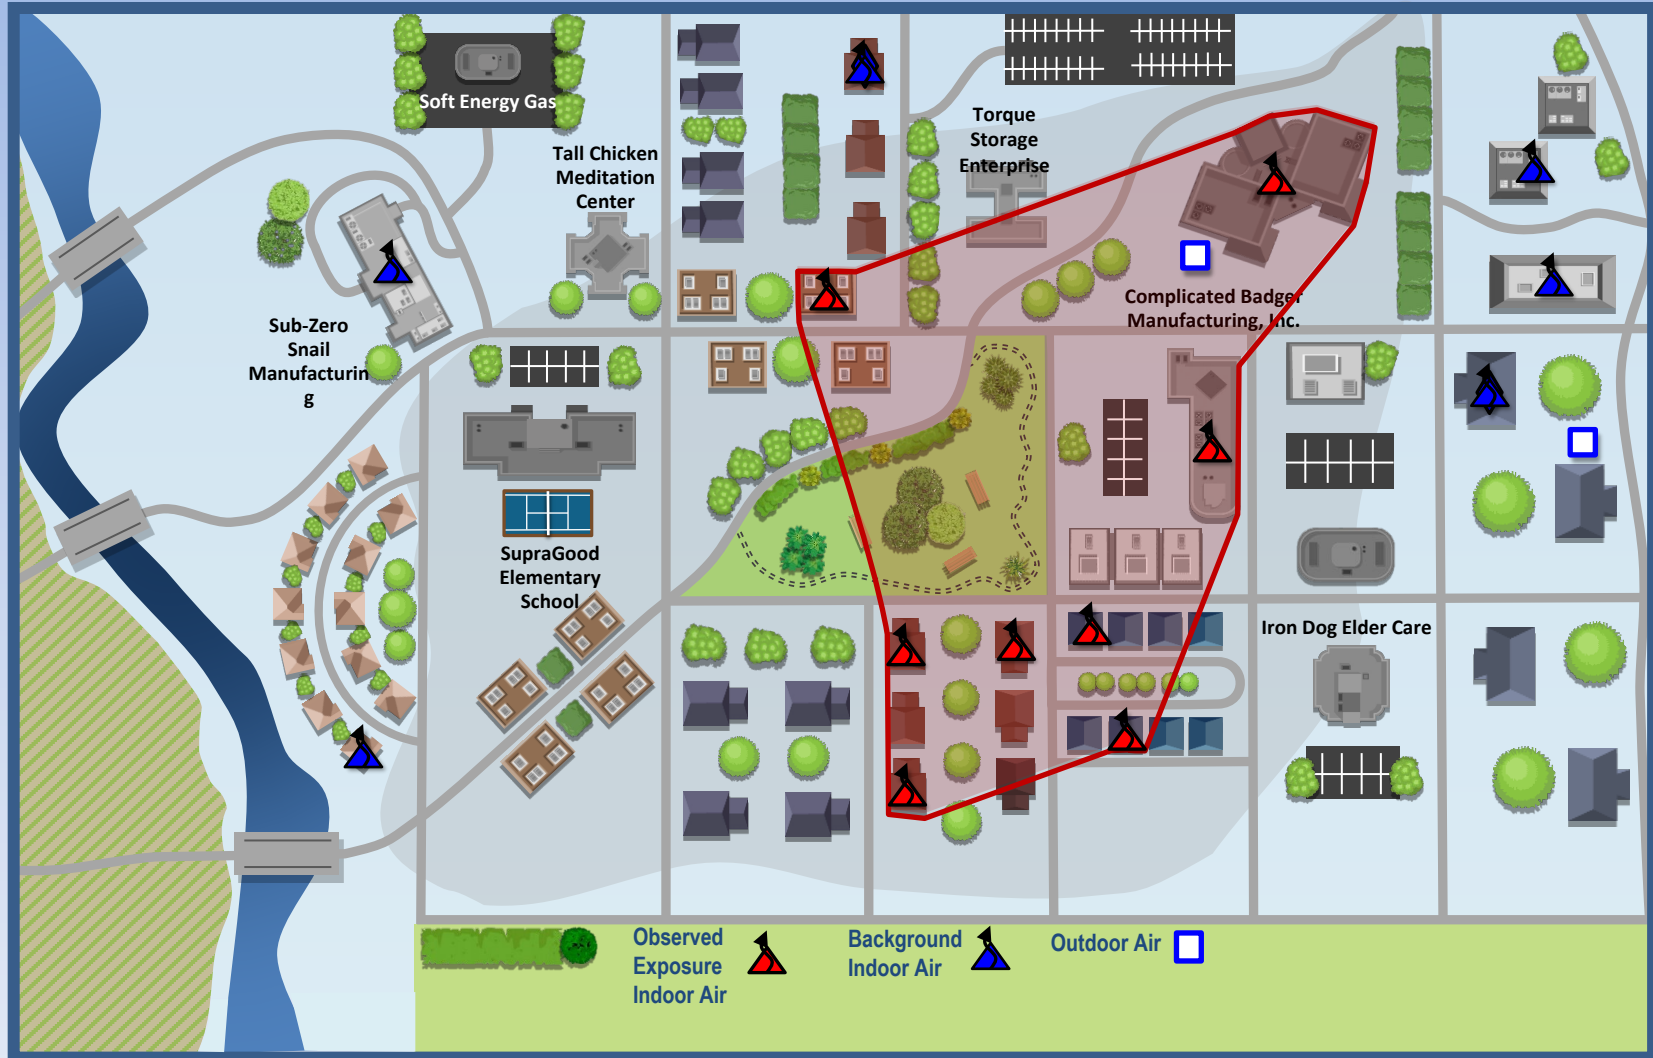 Soft Energy Gas
Torque
Storage
Enterprise
Tall Chicken
Meditation
Center
Complicated Badger
Manufacturing, Inc.
Sub-Zero
Snail
Manufacturin
g
SupraGood
Elementary
School
Iron Dog Elder Care
Observed
Exposure
Indoor Air
Background
Indoor Air
Outdoor Air